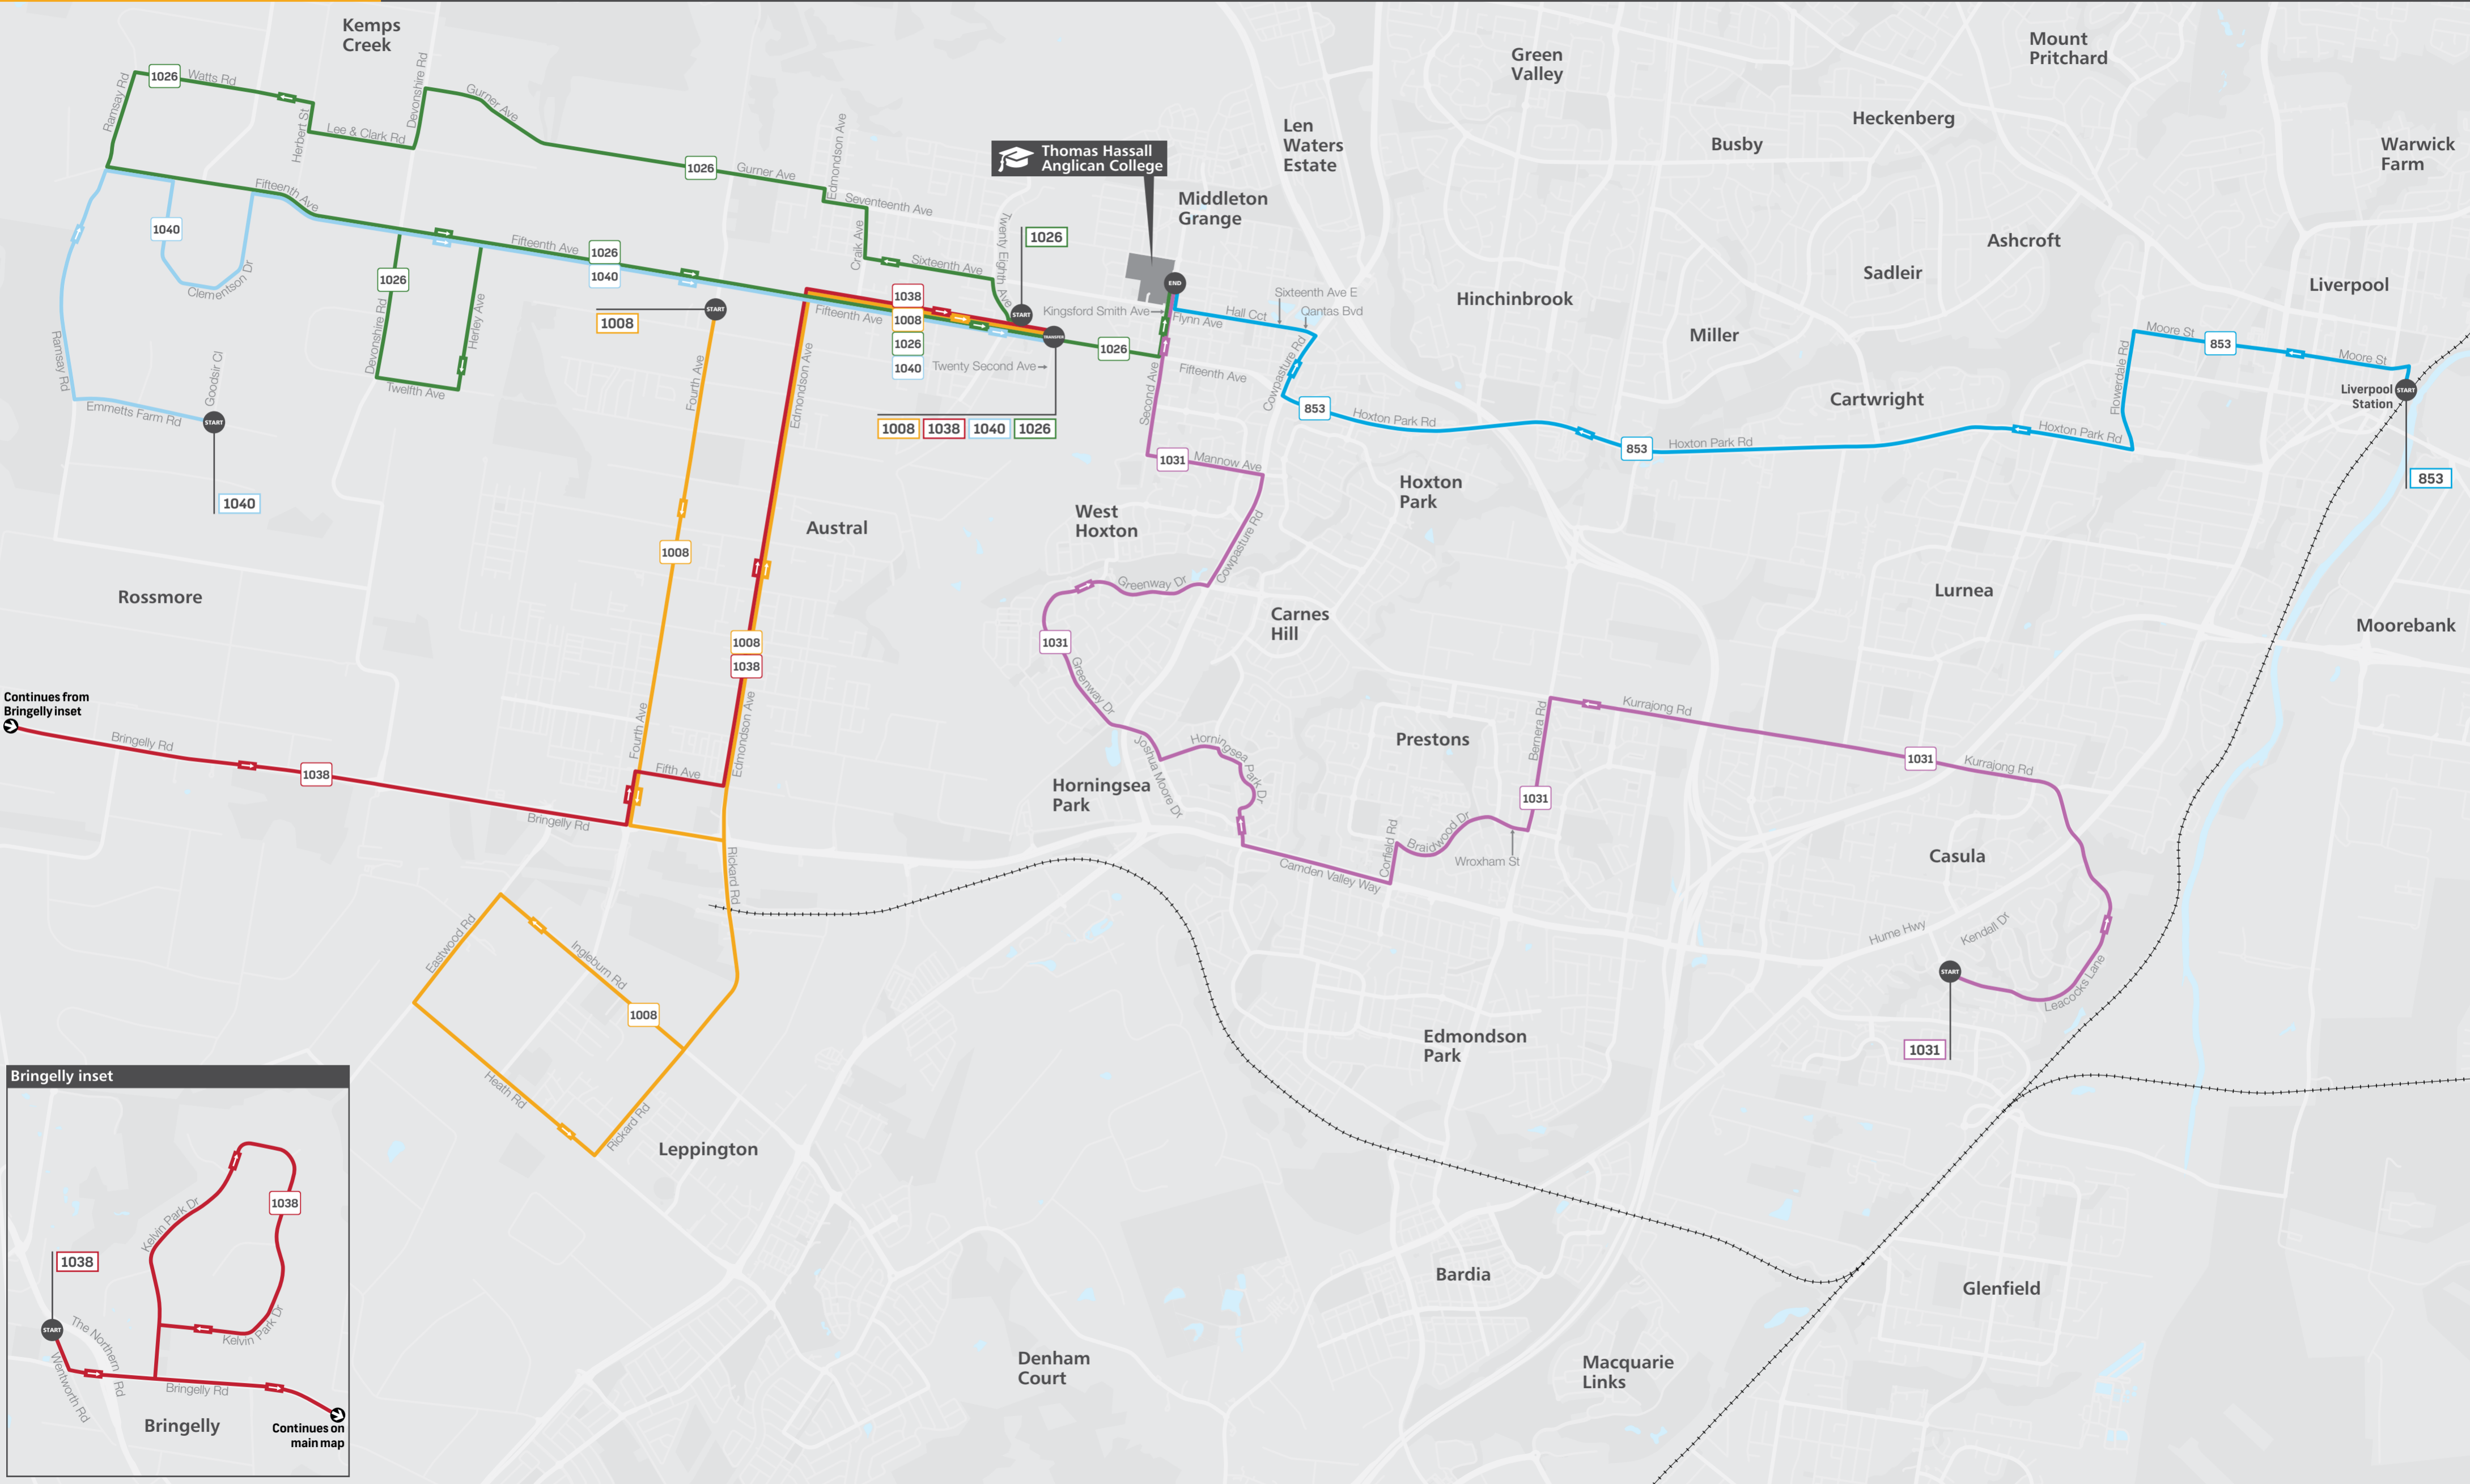 Kemps
Creek
Green
Valley
Mount
Pritchard
1026
Watts Rd
Ramsay Rd
Herbert St
Lee & Clark Rd
Devonshire Rd
Gurner Ave
1026
Gurner Ave
Edmondson Ave
Seventeenth Ave
Thomas Hassall
Anglican College
Len
Waters
Estate
Busby
Heckenberg
Warwick
Farm
Middleton
Grange
Ashcroft
Sadleir
Liverpool
Hinchinbrook
Miller
Cartwright
Fifteenth Ave
1040
Clementson Dr
1026
Fifteenth Ave
1026
1040
Craik Ave
Sixteenth Ave
Twenty Eighth Ave
1026
START
END
Kingsford Smith Ave
Flynn Ave
Hall Cct
Sixteenth Ave E
Qantas Bvd
Devonshire Rd
Herley Ave
Twelfth Ave
START
1008
Fourth Ave
1038
1008
1026
1040
Fifteenth Ave
TRANSFER
Twenty Second Ave
1026
1008
1038
1040
1026
Second Ave
Fifteenth Ave
Cowpasture Rd
853
Hoxton Park Rd
853
Hoxton Park Rd
Hoxton Park Rd
Flowerdale Rd
Moore St
853
Moore St
Liverpool
Station
START
853
Ramsay Rd
Emmetts Farm Rd
Goodsir Cl
START
1040
Edmondson Ave
1031
Mannow Ave
Hoxton
Park
West
Hoxton
Austral
1008
Cowpasture Rd
Greenway Dr
Carnes
Hill
Lurnea
Moorebank
Rossmore
1008
1038
1031
Greenway Dr
Continues from
Bringelly inset
Bringelly Rd
1038
Bringelly Rd
Fourth Ave
Fifth Ave
Edmondson Ave
Joshua Moore Dr
Horningsea Park Dr
Horningsea
Park
Prestons
Bernera Rd
Kurrajong Rd
1031
Kurrajong Rd
1031
Corfield Rd
Braidwood Dr
Wroxham St
Camden Valley Way
Casula
Rickard Rd
Eastwood Rd
Ingleburn Rd
1008
Heath Rd
Rickard Rd
Leppington
Hume Hwy
Kendall Dr
START
Leacocks Lane
1031
Edmondson
Park
Bardia
Glenfield
Denham
Court
Macquarie
Links
Bringelly inset
1038
Kelvin Park Dr
1038
Kelvin Park Dr
START
The Northern Rd
Wentworth Rd
Bringelly Rd
Bringelly
Continues on
main map